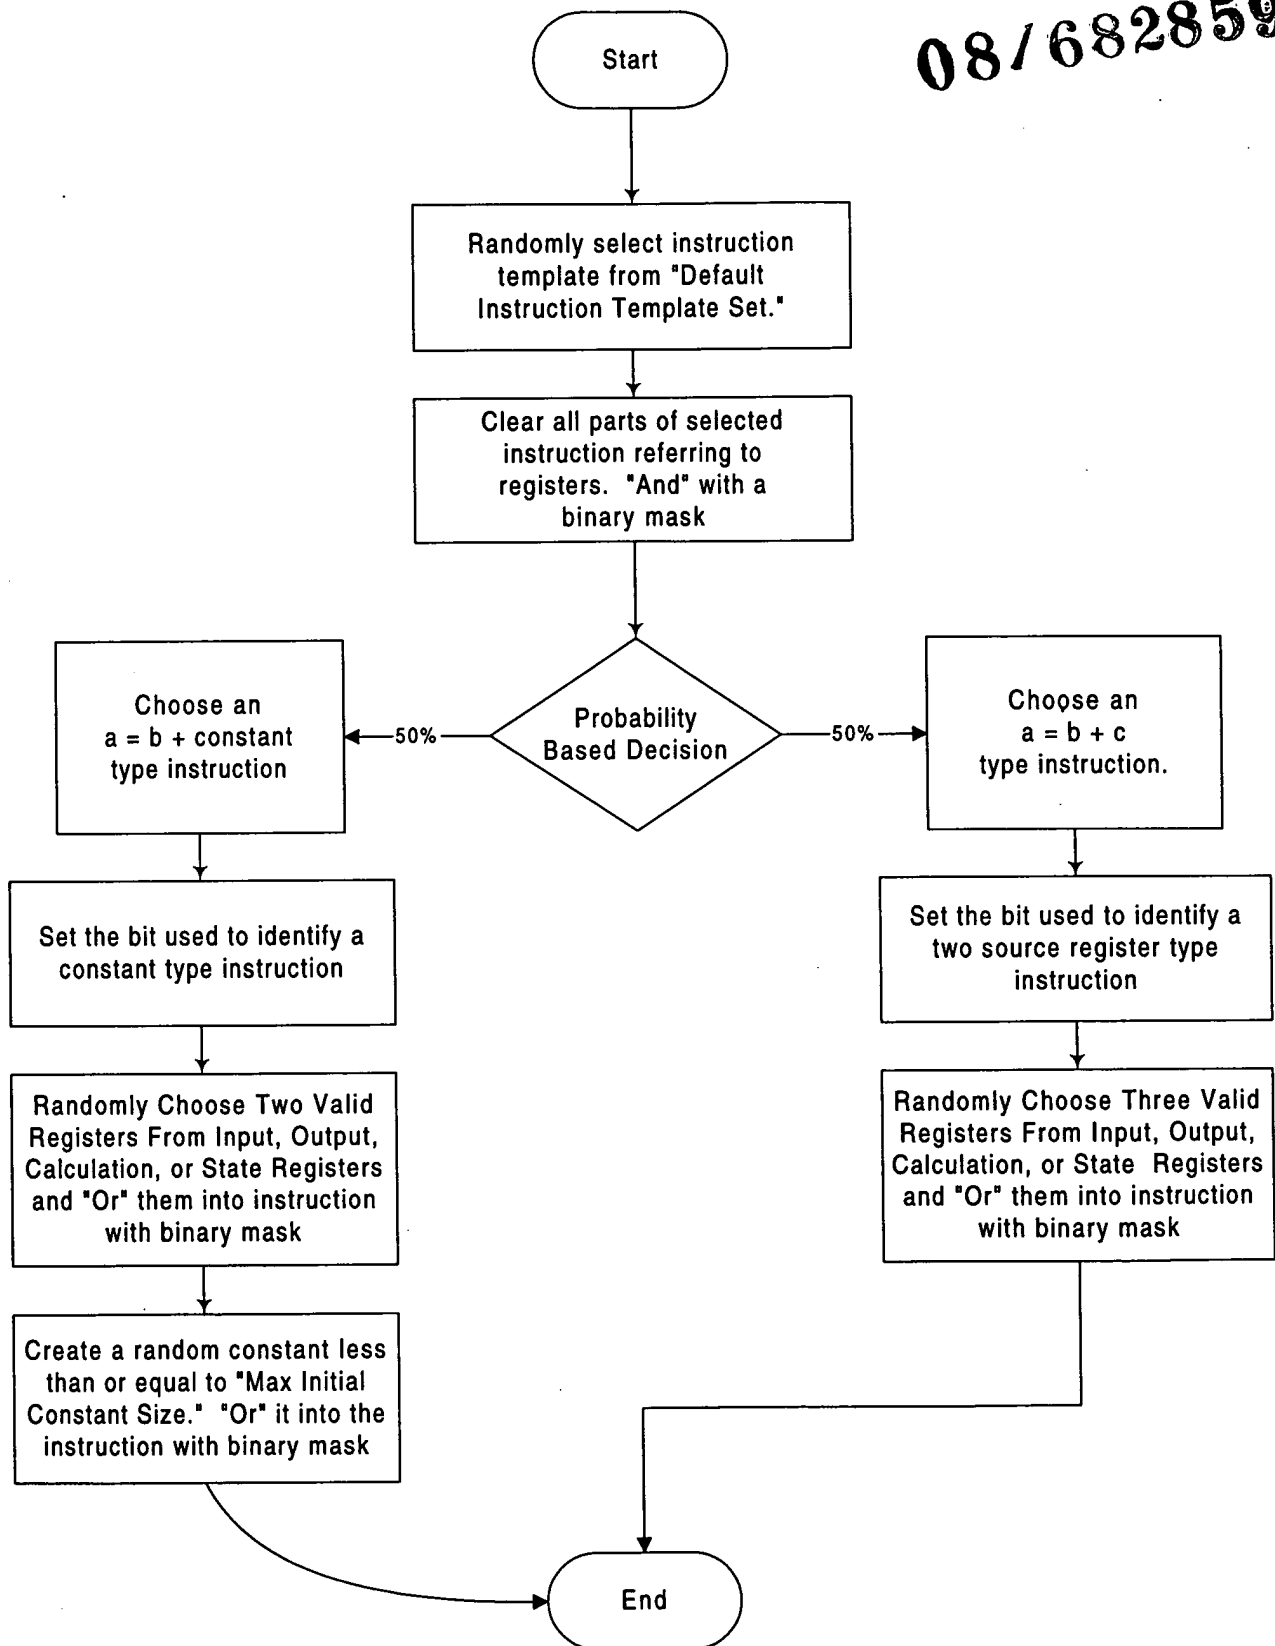 08/682859
Start
Randomly select instruction
template from "Default
Instruction Template Set."
Clear all parts of selected
instruction referring to
registers. "And" with a
binary mask
Probability
Based Decision
50%
50%
Choose an
a = b + constant
type instruction
Choose an
a = b + c
type instruction.
Set the bit used to identify a
constant type instruction
Set the bit used to identify a
two source register type
instruction
Randomly Choose Two Valid
Registers From Input, Output,
Calculation, or State Registers
and "Or" them into instruction
with binary mask
Randomly Choose Three Valid
Registers From Input, Output,
Calculation, or State Registers
and "Or" them into instruction
with binary mask
Create a random constant less
than or equal to "Max Initial
Constant Size." "Or" it into the
instruction with binary mask
End